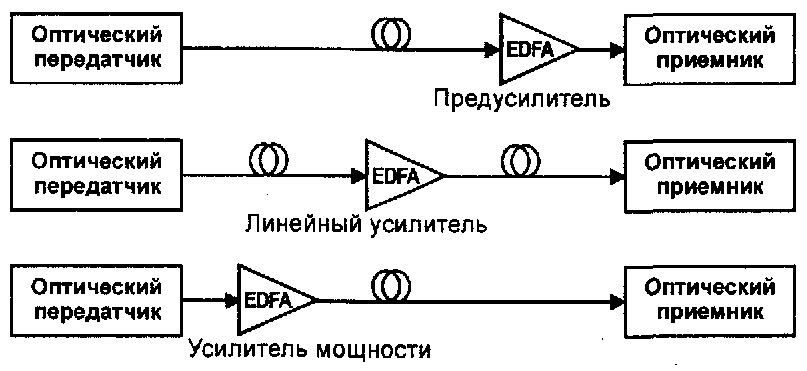 Оптический
передатчик
EDFA
Оптический
приемник
Предусилитель
Оптический
передатчик
EDFA
Оптический
приемник
Линейный усилитель
Оптический
передатчик
EDFA
Оптический
приемник
Усилитель мощности